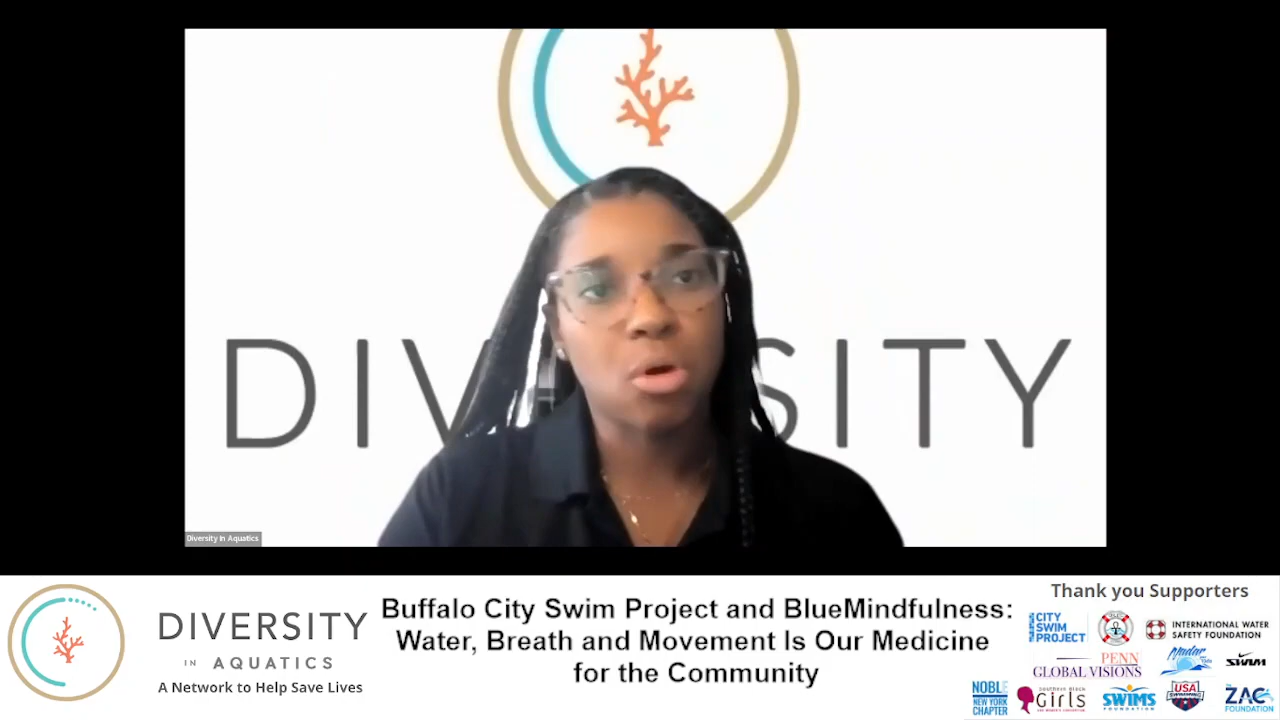 DIV SITY
Diversity In Aquatics
DIVERSITY
IN AQUATICS
A Network to Help Save Lives
Buffalo City Swim Project and BlueMindfulness:
Water, Breath and Movement Is Our Medicine
for the Community
Thank you Supporters
CITY
SWIM
PROJECT
INTERNATIONAL WATER
SAFETY FOUNDATION
PENN
GLOBAL VISIONS
SWIM
NOBLE
NEW YORK
CHAPTER
Girls
SWIMS
FOUNDATION
USA
SWIMMING
ZAC
FOUNDATION